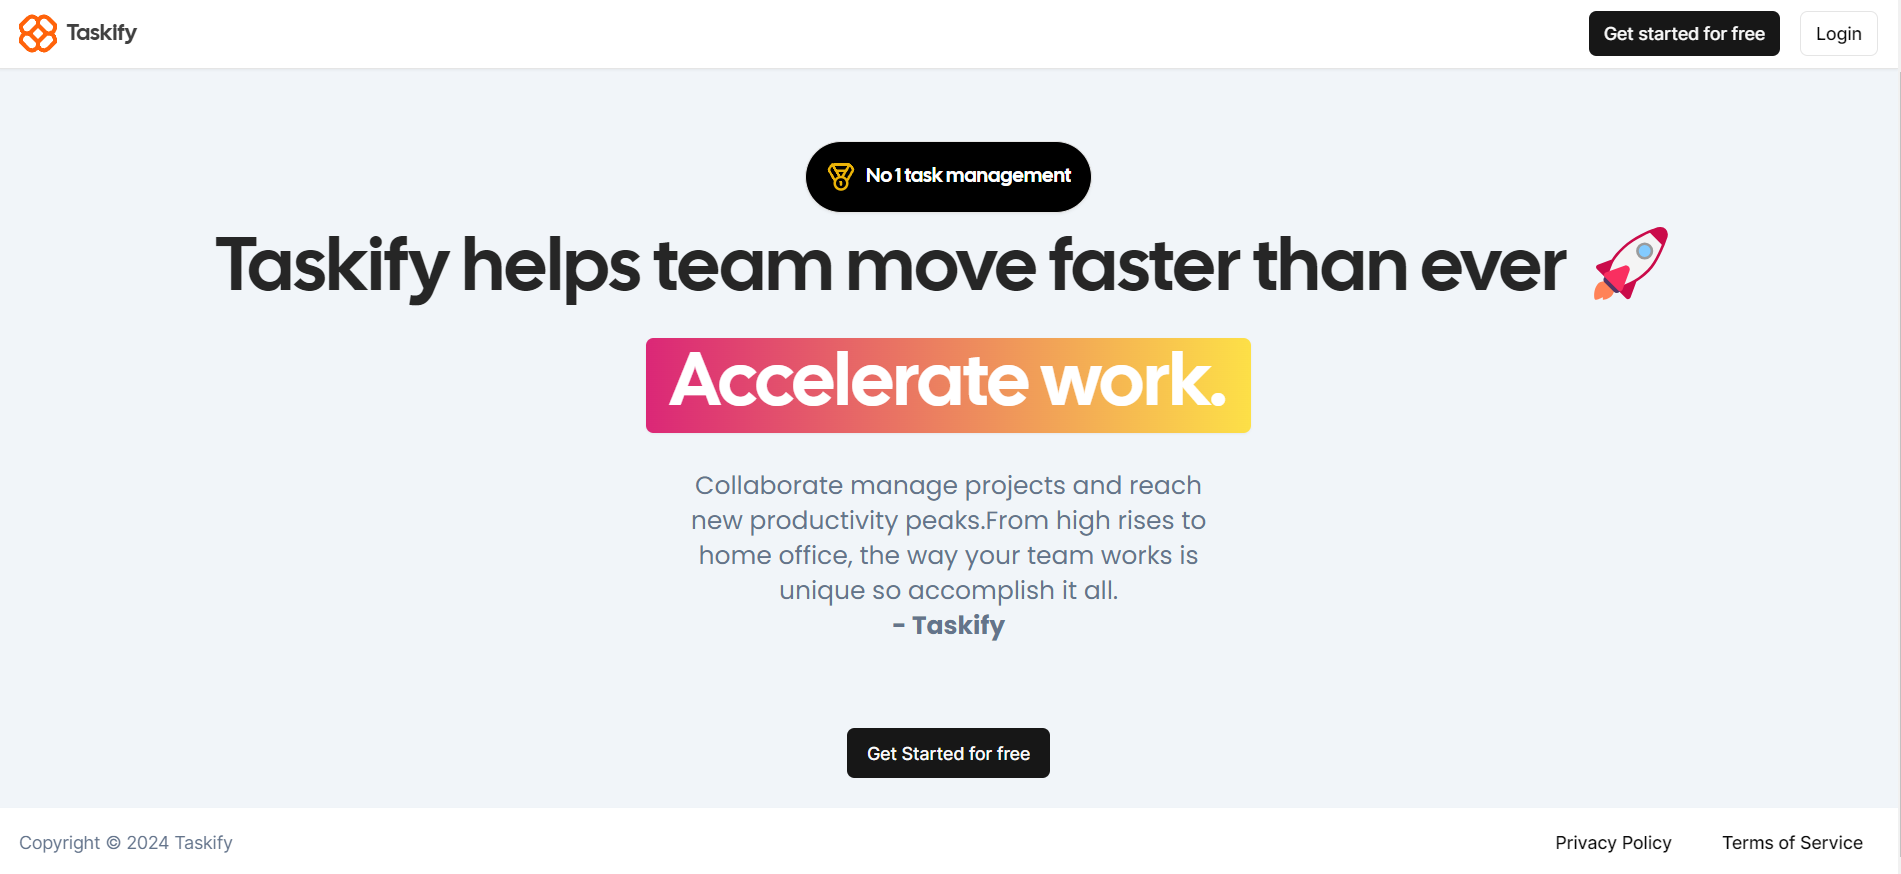 Taskify
Get started for free
Login
No 1 task management
Taskify helps team move faster than ever 🚀
Accelerate work.
Collaborate manage projects and reach
new productivity peaks.From high rises to
home office, the way your team works is
unique so accomplish it all.
- Taskify
Get Started for free
Copyright © 2024 Taskify
Privacy Policy
Terms of Service